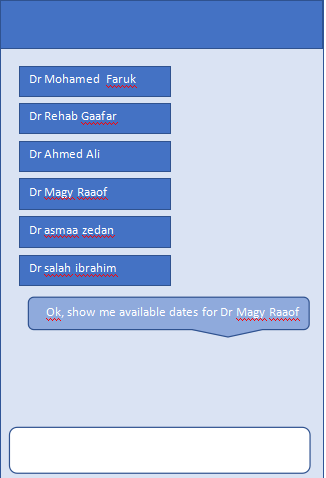 Dr Mohamed Faruk
Dr Rehab Gaafar
Dr Ahmed Ali
Dr Magy Raaof
Dr asmaa zedan
Dr salah ibrahim
Ok, show me available dates for Dr Magy Raaof